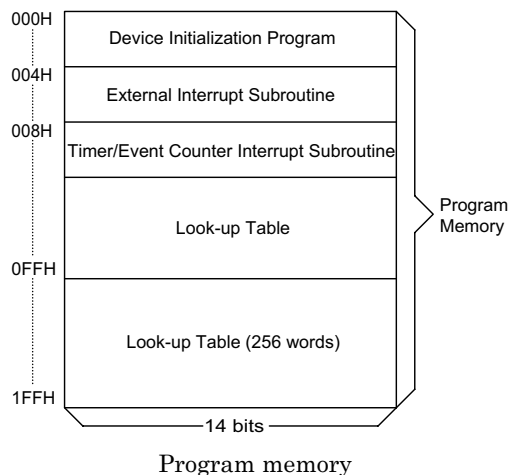 000H
Device Initialization Program
004H
External Interrupt Subroutine
008H
Timer/Event Counter Interrupt Subroutine
Look-up Table
Program
Memory
0FFH
Look-up Table (256 words)
1FFH
14 bits
Program memory